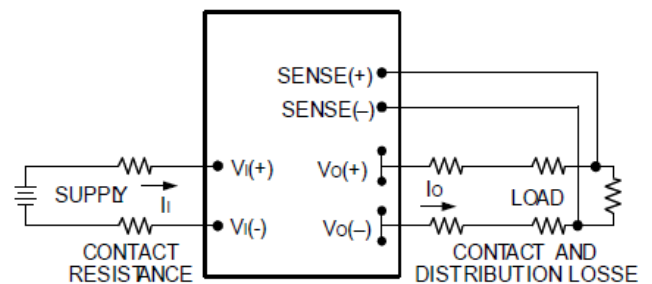 SENSE(+)
SENSE(–)
VI(+)
VO(+)
SUPPLY
II
IO
LOAD
VI(-)
VO(–)
CONTACT
RESISTANCE
CONTACT AND
DISTRIBUTION LOSSE